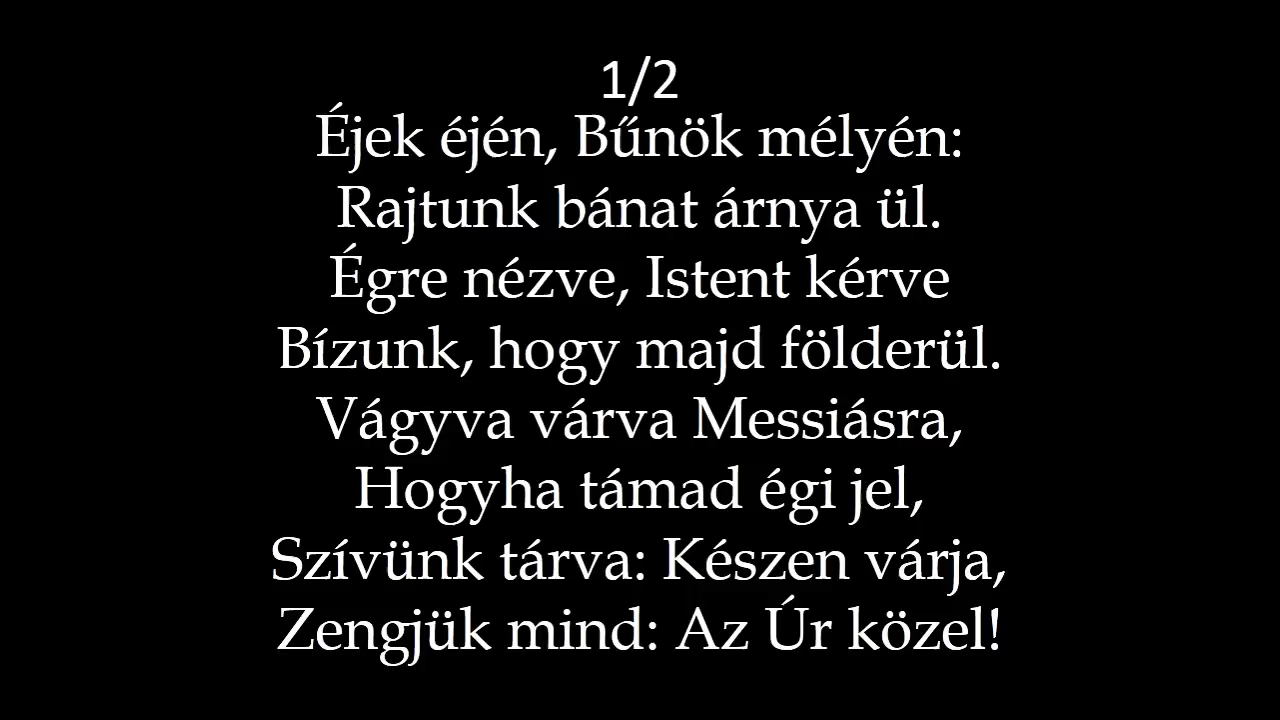 1/2
Éjek éjén, Bűnök mélyén:
Rajtunk bánat árnya ül.
Égre nézve, Istent kérve
Bízunk, hogy majd földerül.
Vágyva várva Messiásra,
Hogyha támad égi jel,
Szívünk tárva: Készen várja,
Zengjük mind: Az Úr közel!